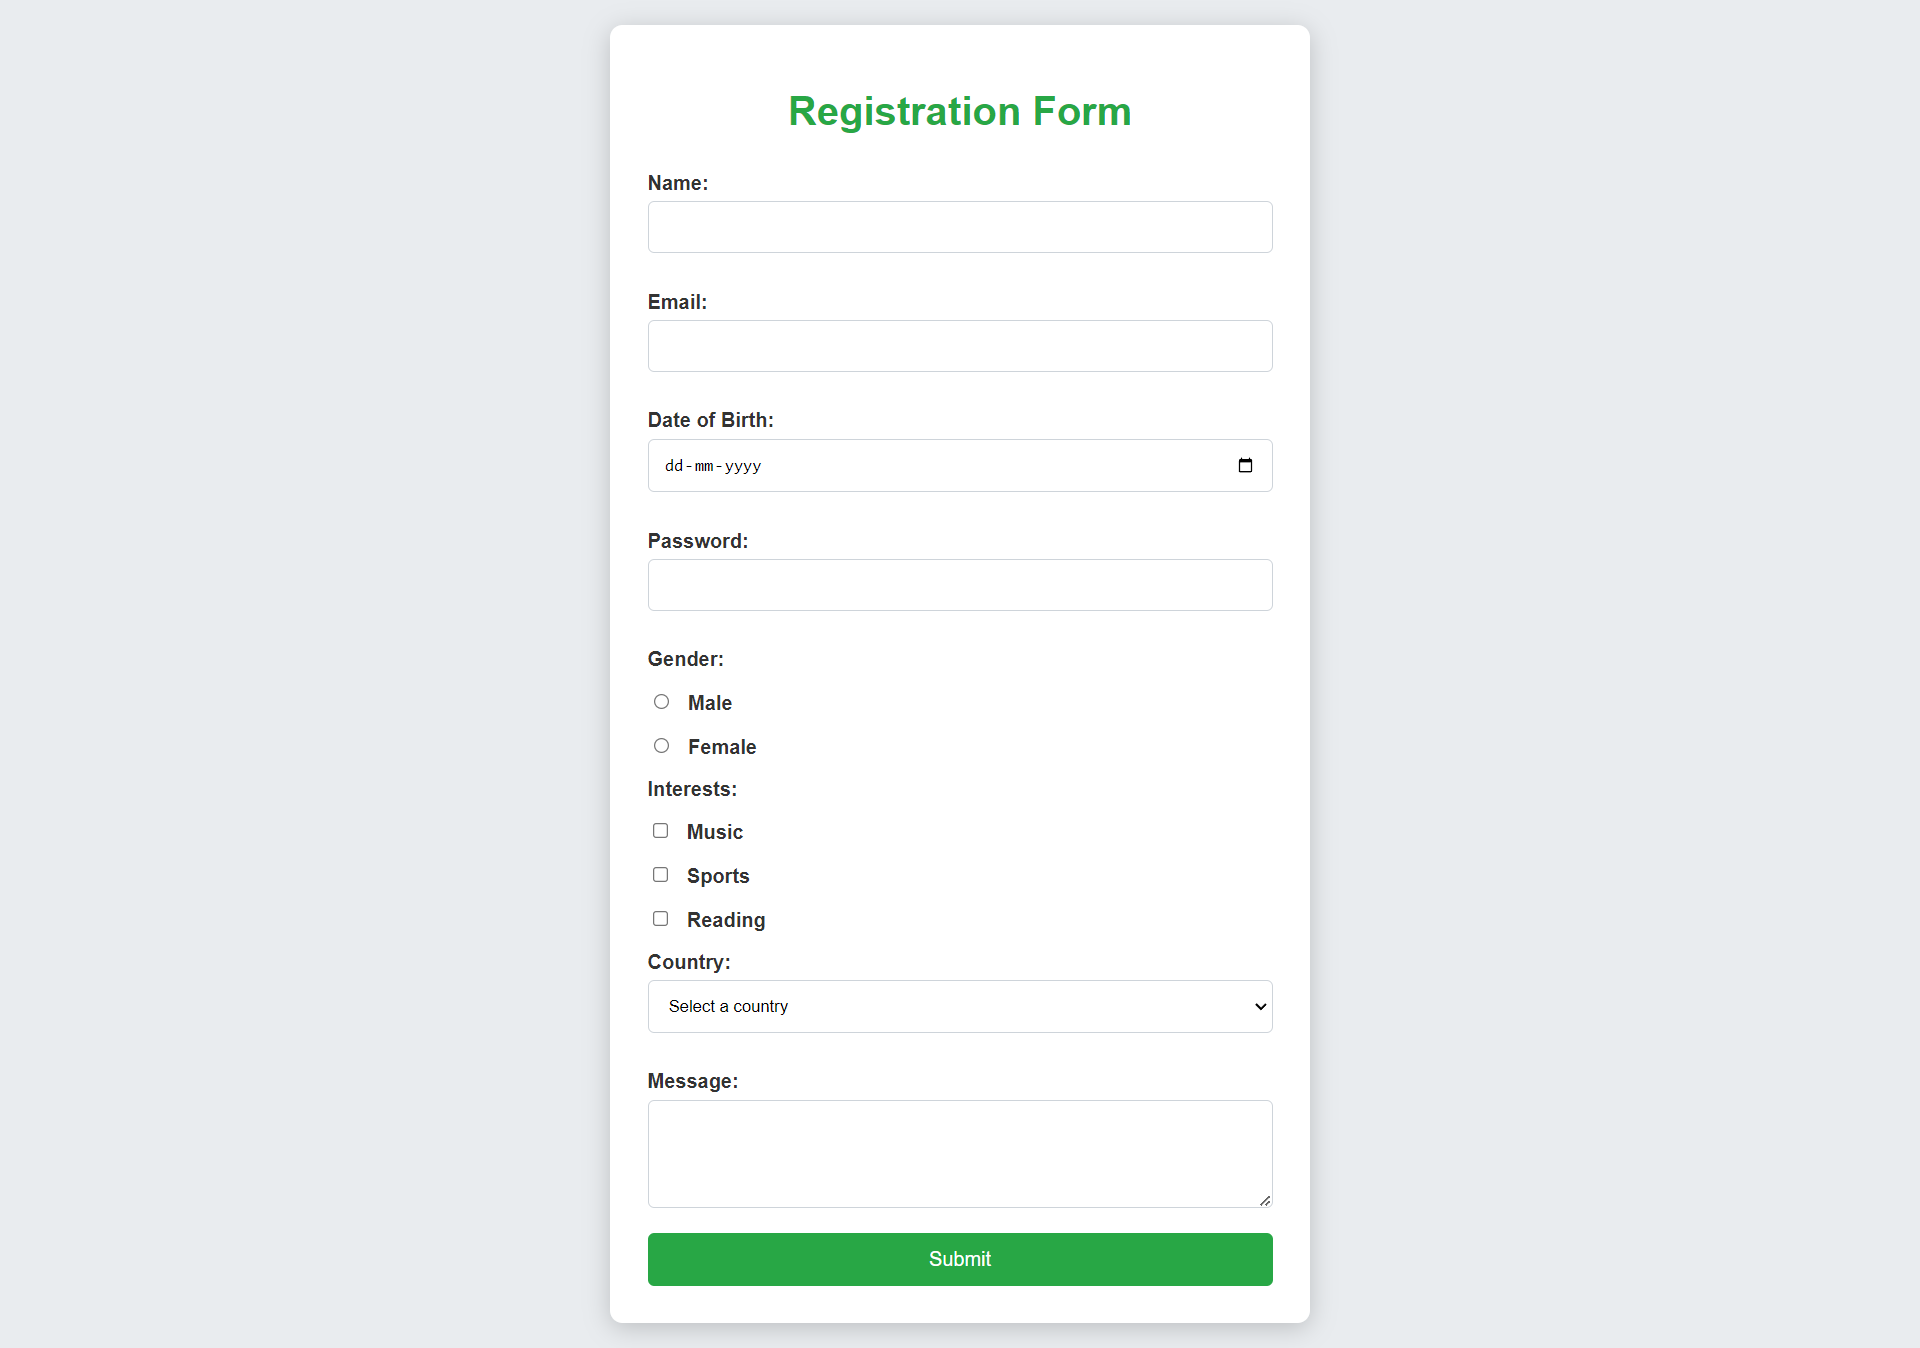 Registration Form
Name:
Email:
Date of Birth:
dd-mm-yyyy
Password:
Gender:
Male
Female
Interests:
Music
Sports
Reading
Country:
Select a country
Message:
Submit